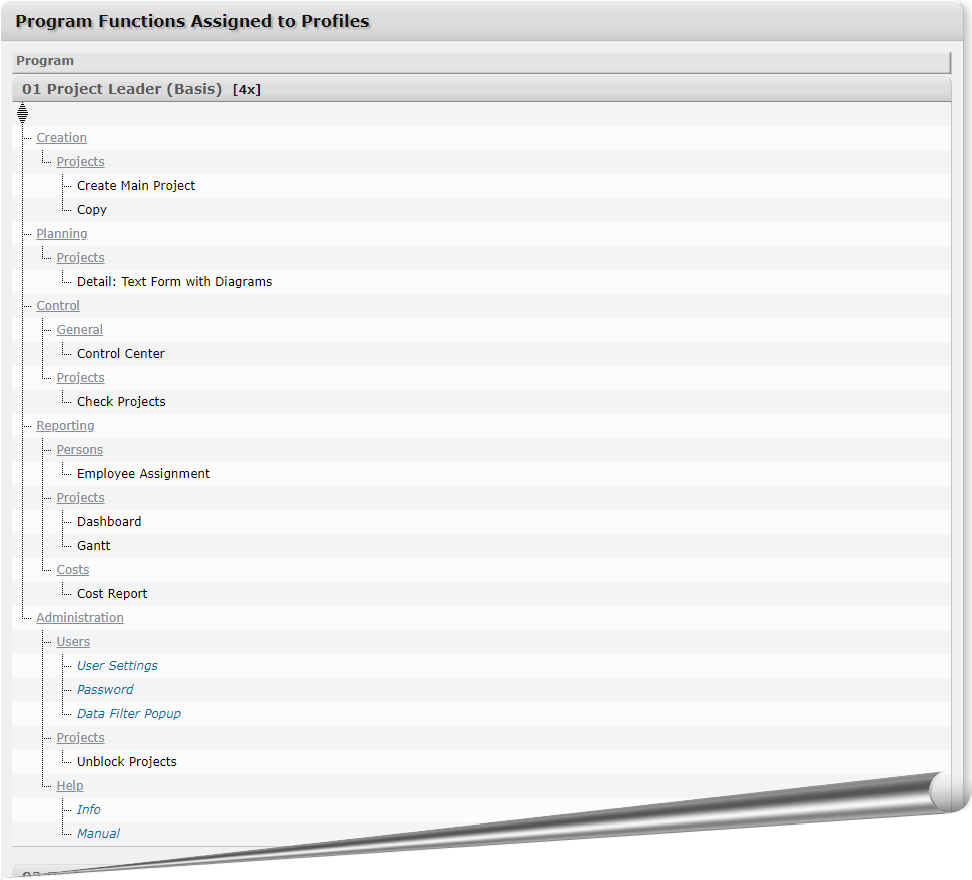 Program Functions Assigned to Profiles
Program
01 Project Leader (Basis) [4x]
Creation
Projects
Create Main Project
Copy
Planning
Projects
Detail: Text Form with Diagrams
Control
General
Control Center
Projects
Check Projects
Reporting
Persons
Employee Assignment
Projects
Dashboard
Gantt
Costs
Cost Report
Administration
Users
User Settings
Password
Data Filter Popup
Projects
Unblock Projects
Help
Info
Manual